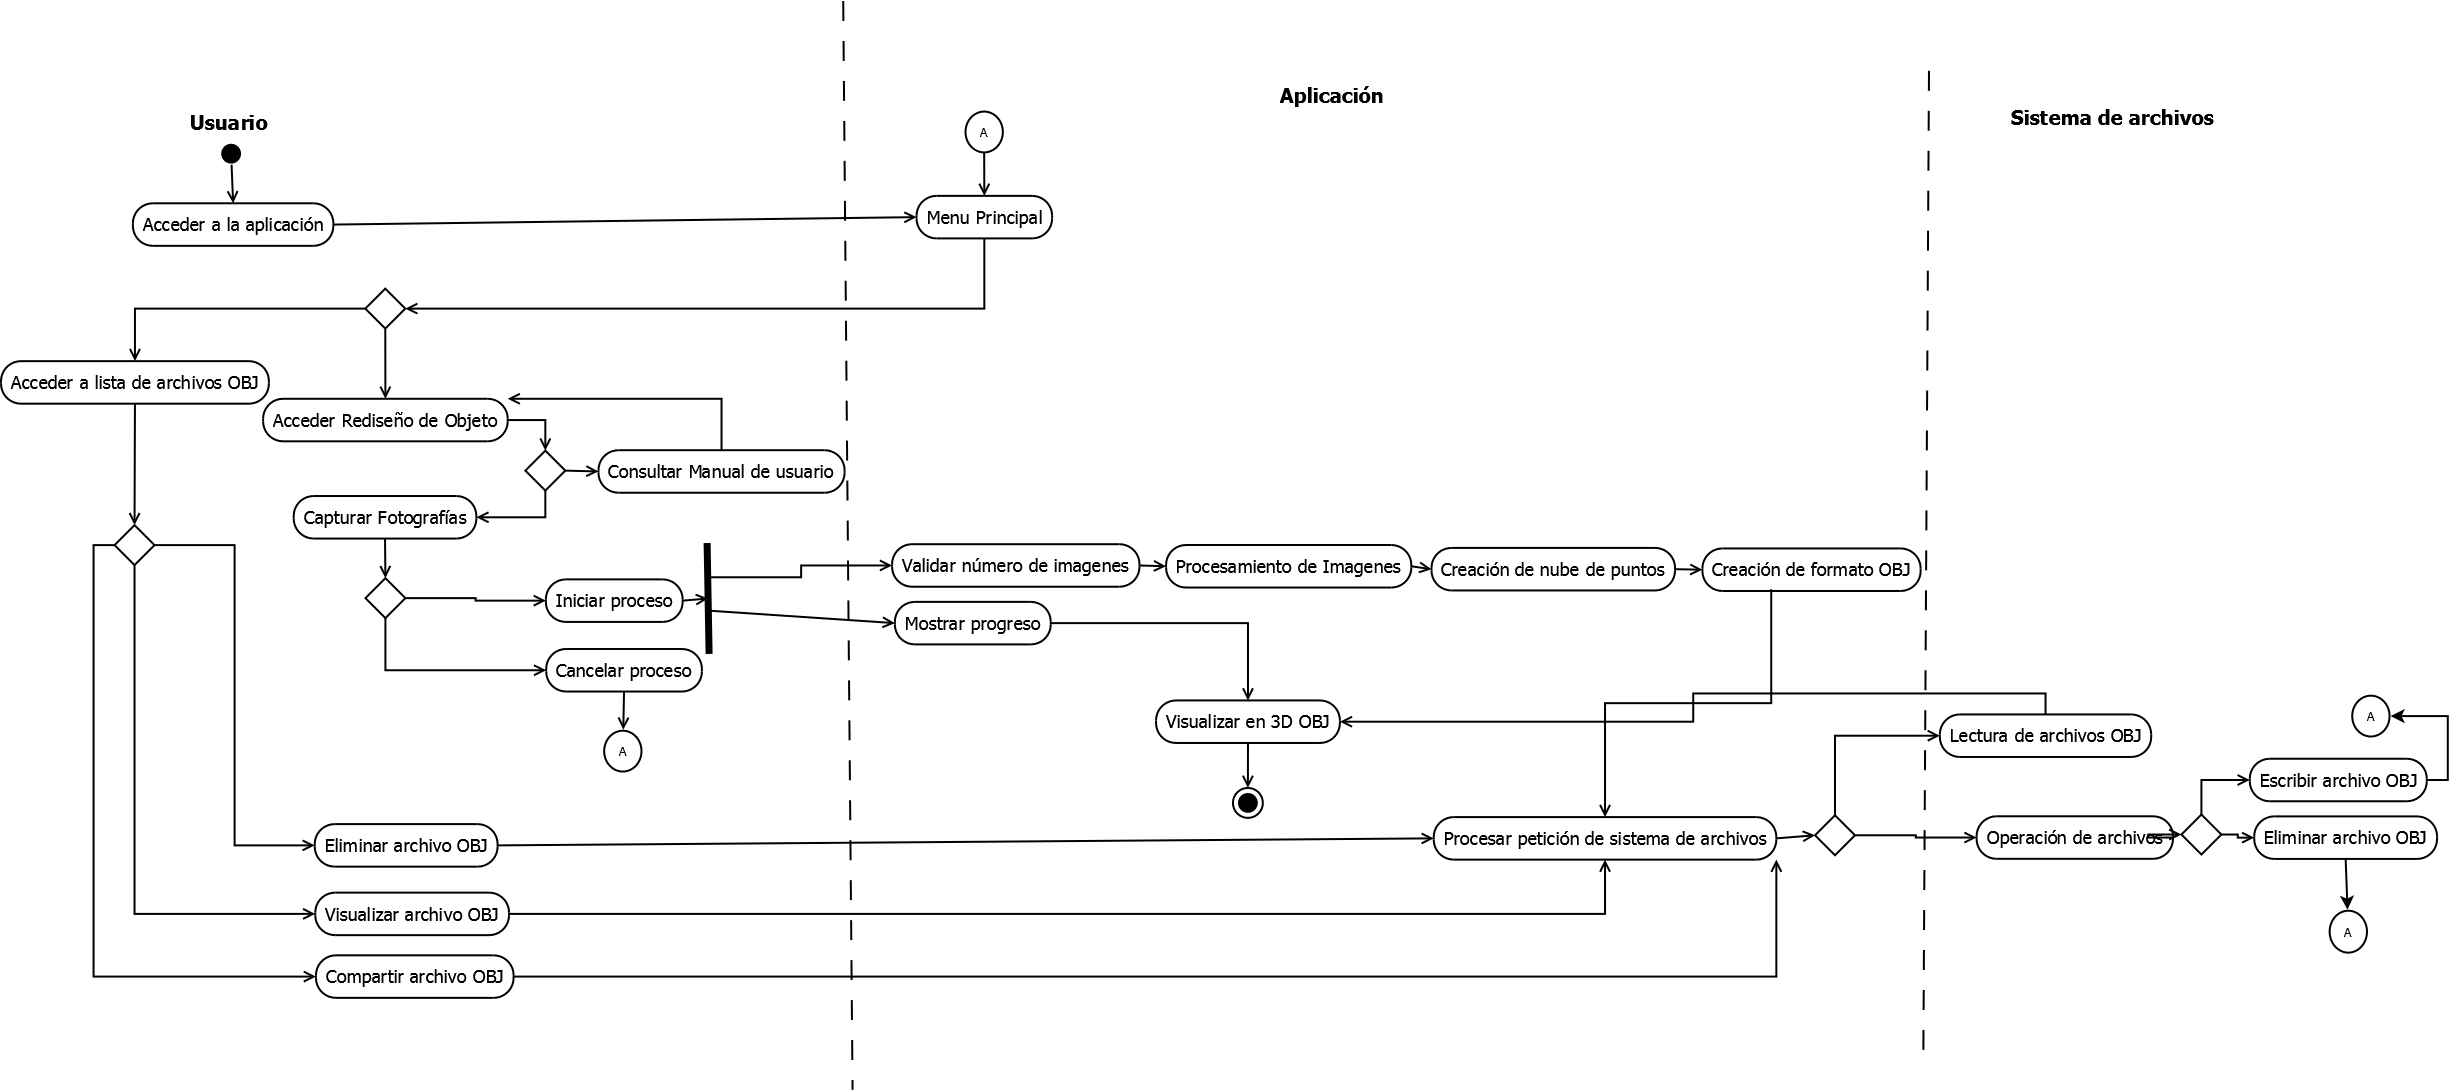 Aplicación
Sistema de archivos
Usuario
A
Acceder a la aplicación
Menu Principal
Acceder a lista de archivos OBJ
Acceder Rediseño de Objeto
Consultar Manual de usuario
Capturar Fotografías
Validar número de imagenes
Procesamiento de Imagenes
Creación de nube de puntos
Creación de formato OBJ
Iniciar proceso
Mostrar progreso
Cancelar proceso
A
Visualizar en 3D OBJ
Lectura de archivos OBJ
A
Escribir archivo OBJ
Eliminar archivo OBJ
Procesar petición de sistema de archivos
Operación de archivos
Eliminar archivo OBJ
Visualizar archivo OBJ
A
Compartir archivo OBJ